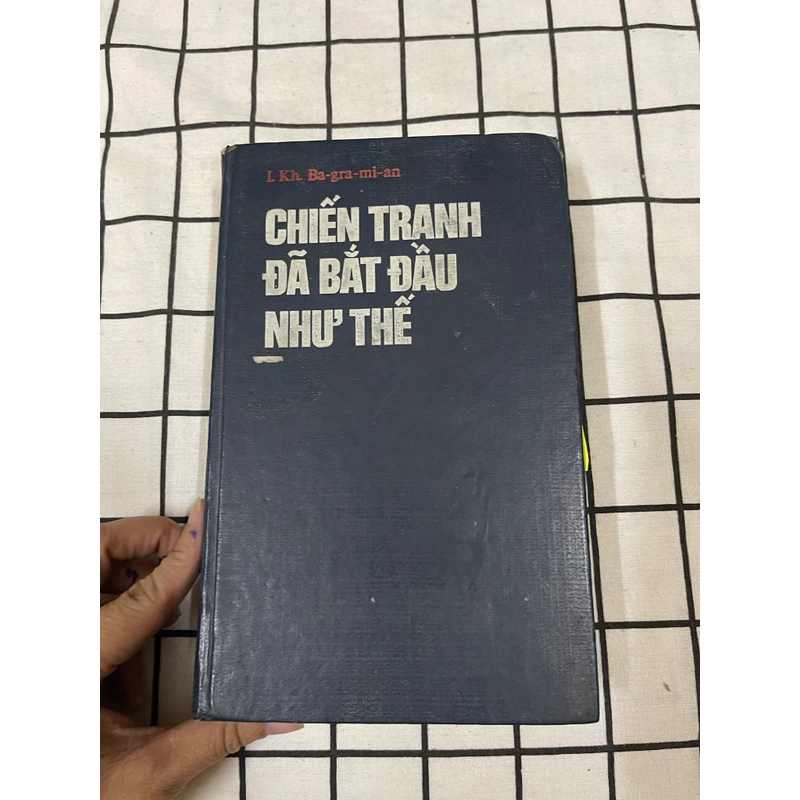 I. Kh. Ba-gra-mi-an
CHIẾN TRANH
ĐÃ BẮT ĐẦU
NHƯ THẾ